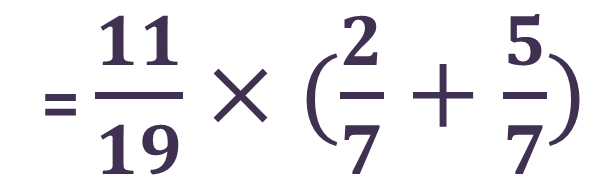 = 11/19 × (2/7 + 5/7)